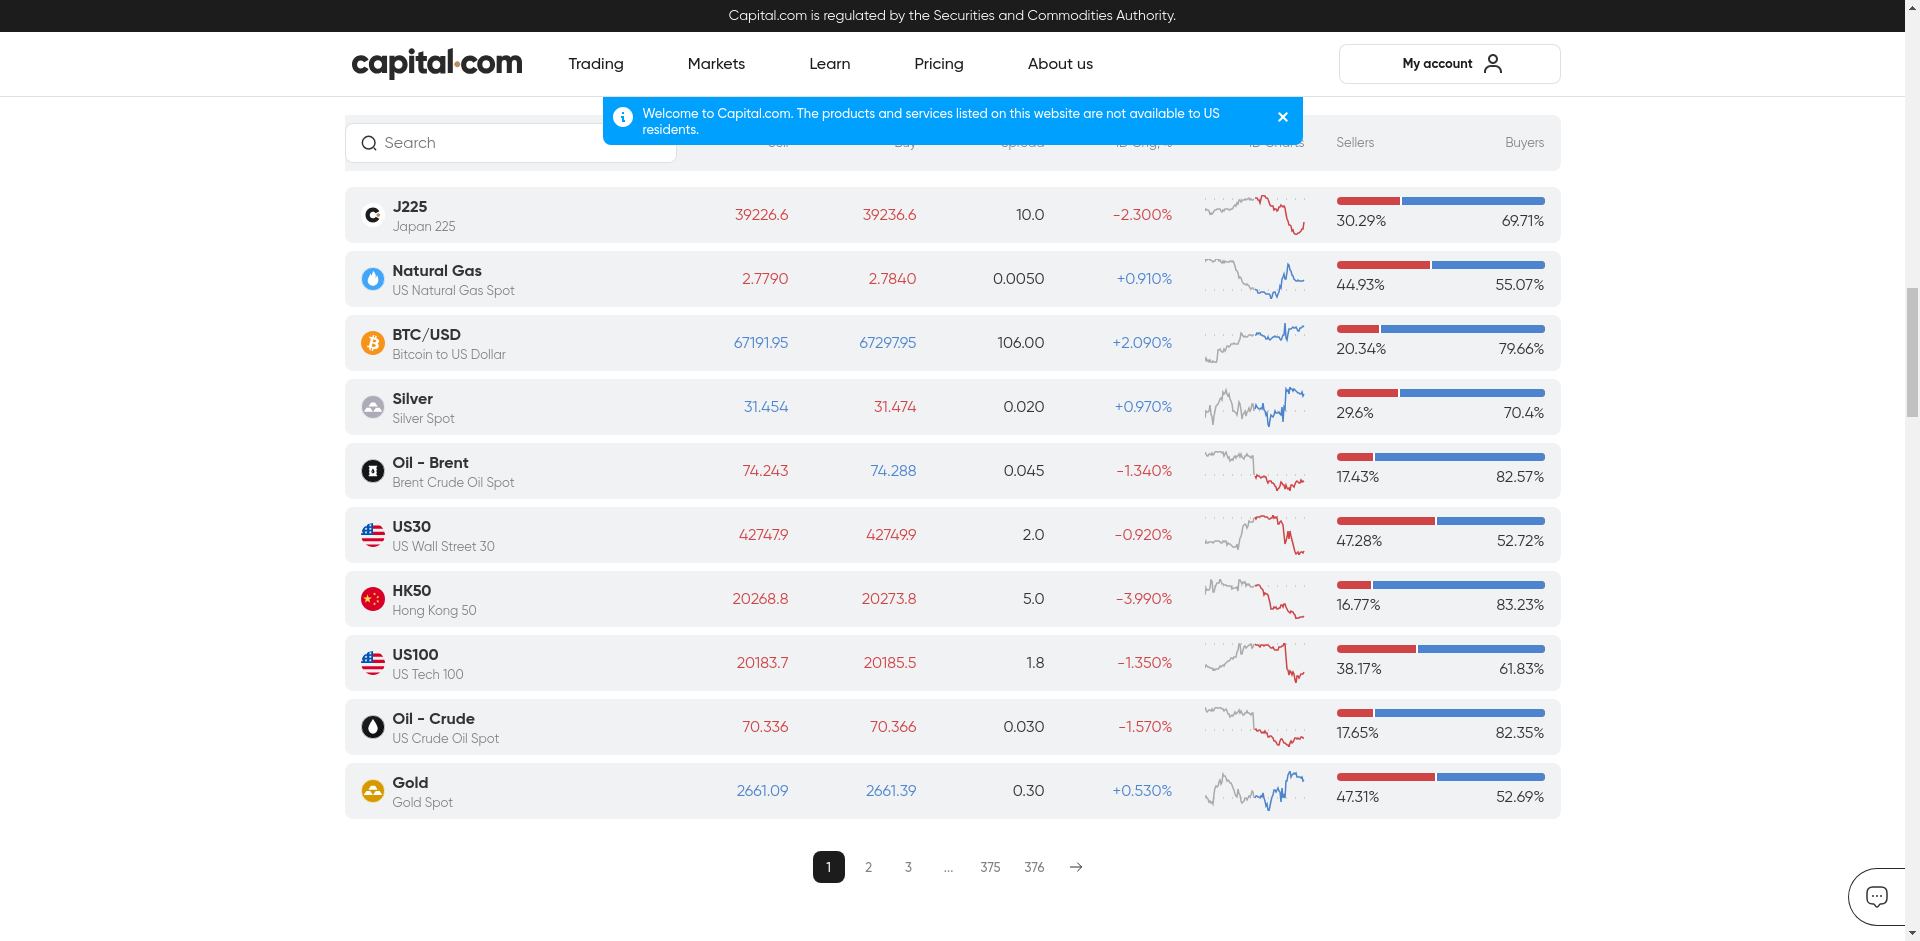 Capital.com is regulated by the Securities and Commodities Authority.
capital.com
Trading
Markets
Learn
Pricing
About us
My account
Welcome to Capital.com. The products and services listed on this website are not available to US
residents.
Search
Sellers
Buyers
J225
Japan 225
39226.6
39236.6
10.0
-2.300%
30.29%
69.71%
Natural Gas
US Natural Gas Spot
2.7790
2.7840
0.0050
+0.910%
44.93%
55.07%
BTC/USD
Bitcoin to US Dollar
67191.95
67297.95
106.00
+2.090%
20.34%
79.66%
Silver
Silver Spot
31.454
31.474
0.020
+0.970%
29.6%
70.4%
Oil - Brent
Brent Crude Oil Spot
74.243
74.288
0.045
-1.340%
17.43%
82.57%
US30
US Wall Street 30
42747.9
42749.9
2.0
-0.920%
47.28%
52.72%
HK50
Hong Kong 50
20268.8
20273.8
5.0
-3.990%
16.77%
83.23%
US100
US Tech 100
20183.7
20185.5
1.8
-1.350%
38.17%
61.83%
Oil - Crude
US Crude Oil Spot
70.336
70.366
0.030
-1.570%
17.65%
82.35%
Gold
Gold Spot
2661.09
2661.39
0.30
+0.530%
47.31%
52.69%
1
2
3
...
375
376